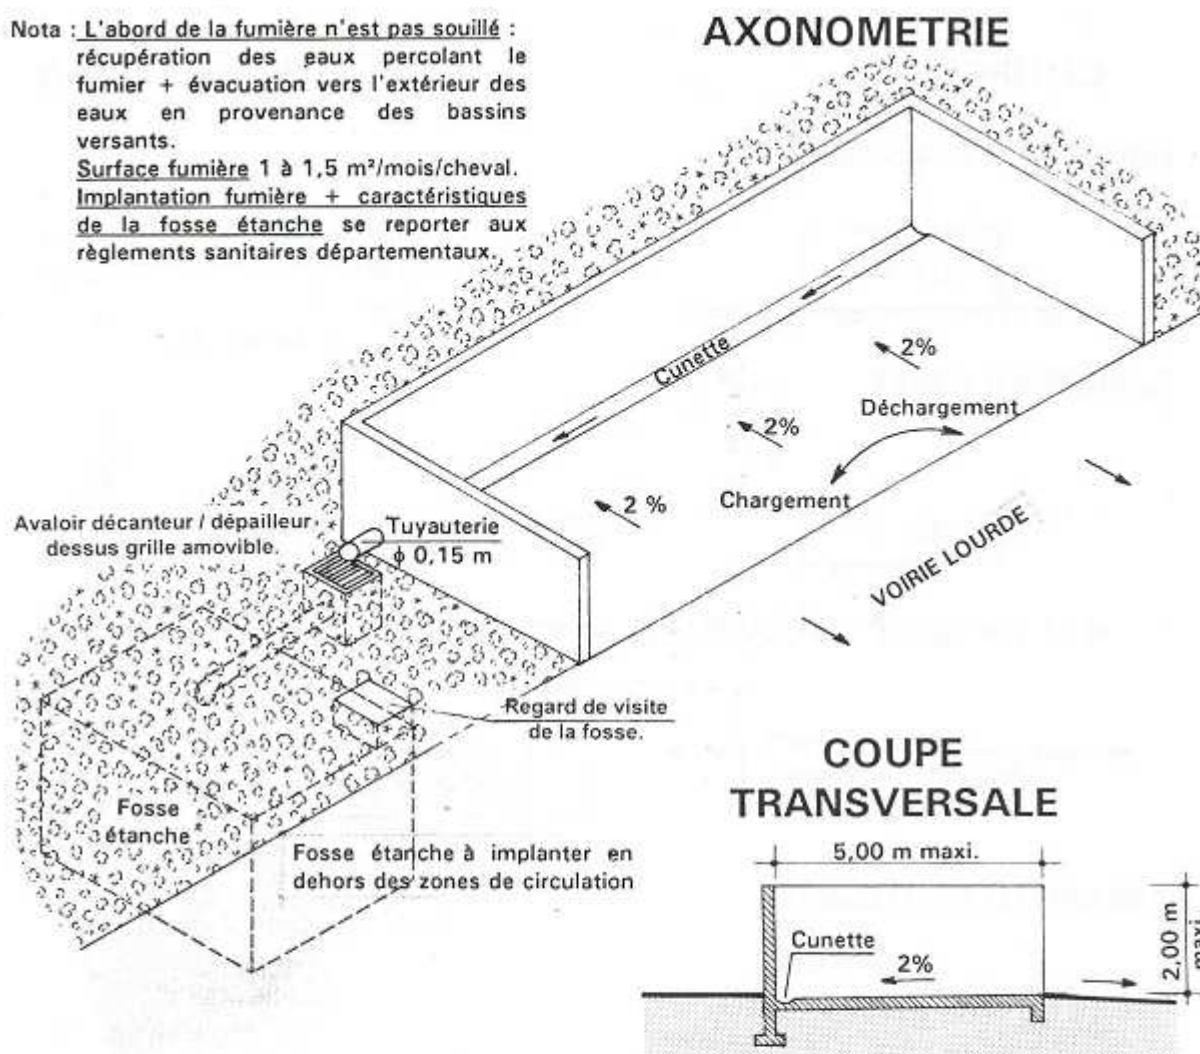 AXONOMETRIE
Nota : L'abord de la fumière n'est pas souillé :
récupération des eaux percolant le
fumier + évacuation vers l'extérieur des
eaux en provenance des bassins
versants.
Surface fumière 1 à 1,5 m²/mois/cheval.
Implantation fumière + caractéristiques
de la fosse étanche se reporter aux
règlements sanitaires départementaux.
Cunette
2%
Déchargement
2%
Chargement
2 %
VOIRIE LOURDE
Avaloir décanteur / dépailleur
dessus grille amovible.
Tuyauterie
ϕ 0,15 m
Regard de visite
de la fosse.
Fosse
étanche
Fosse étanche à implanter en
dehors des zones de circulation
COUPE
TRANSVERSALE
5,00 m maxi.
Cunette
2%
2,00 m
maxi